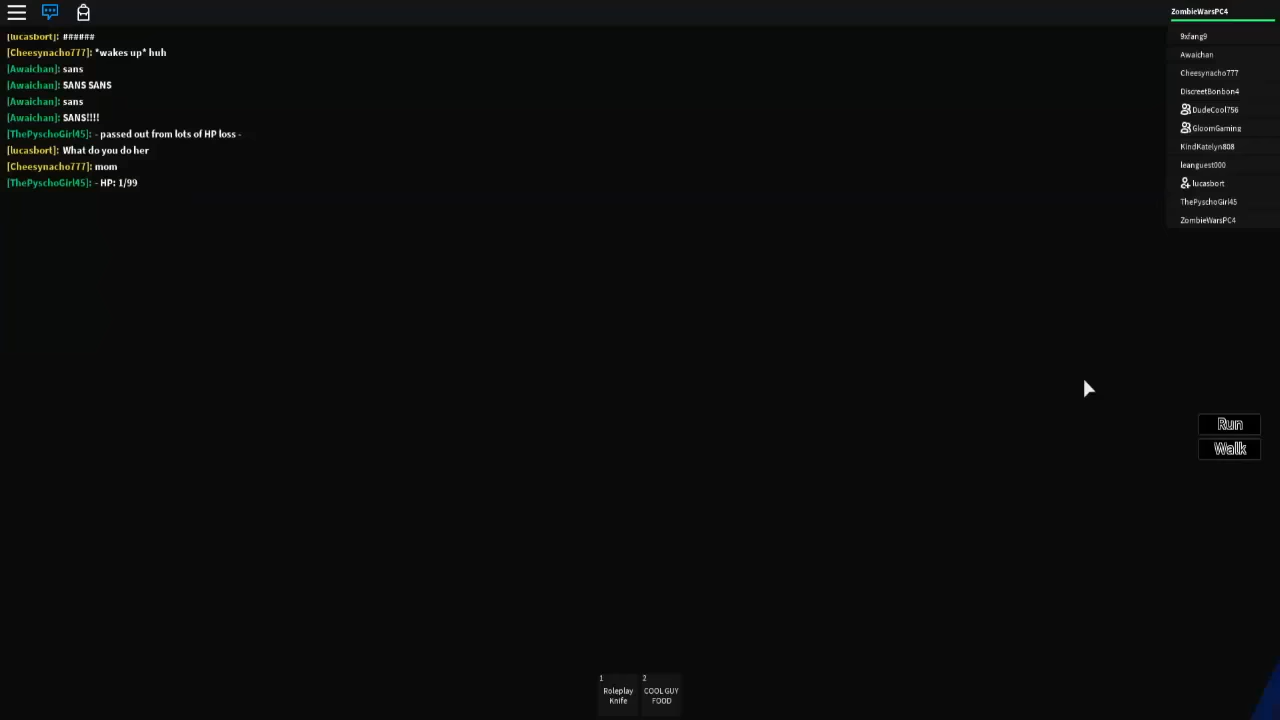 ZombieWarsPC4
[lucasbort]: ######
[Cheesynacho777]: *wakes up* huh
[Awaichan]: sans
[Awaichan]: SANS SANS
[Awaichan]: sans
[Awaichan]: SANS!!!!
[ThePyschoGirl45]: - passed out from lots of HP loss -
[lucasbort]: What do you do her
[Cheesynacho777]: mom
[ThePyschoGirl45]: - HP: 1/99
9xfang9
Awaichan
Cheesynacho777
DiscreetBonbon4
DudeCool756
GloomGaming
KindKatelyn808
leanguest000
lucasbort
ThePyschoGirl45
ZombieWarsPC4
Run
Walk
1
Roleplay
Knife
2
COOL GUY
FOOD